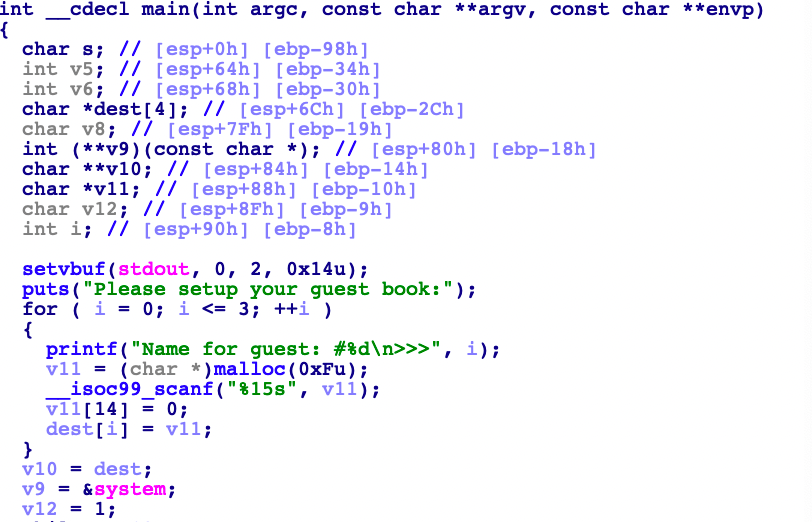 int __cdecl main(int argc, const char **argv, const char **envp)
{
  char s; // [esp+0h] [ebp-98h]
  int v5; // [esp+64h] [ebp-34h]
  int v6; // [esp+68h] [ebp-30h]
  char *dest[4]; // [esp+6Ch] [ebp-2Ch]
  char v8; // [esp+7Fh] [ebp-19h]
  int (**v9)(const char *); // [esp+80h] [ebp-18h]
  char **v10; // [esp+84h] [ebp-14h]
  char *v11; // [esp+88h] [ebp-10h]
  char v12; // [esp+8Fh] [ebp-9h]
  int i; // [esp+90h] [ebp-8h]

  setvbuf(stdout, 0, 2, 0x14u);
  puts("Please setup your guest book:");
  for ( i = 0; i <= 3; ++i )
  {
    printf("Name for guest: #%d\n>>>", i);
    v11 = (char *)malloc(0xFu);
    __isoc99_scanf("%15s", v11);
    v11[14] = 0;
    dest[i] = v11;
  }
  v10 = dest;
  v9 = &system;
  v12 = 1;